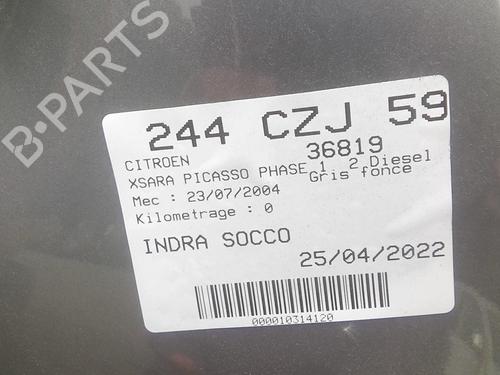 B-PARTS
244 CZJ 59
CITROEN 36819
XSARA PICASSO PHASE 1 2 Diesel
Mec : 23/07/2004 Gris fonce
Kilometrage : 0
INDRA SOCCO
25/04/2022
000010314120